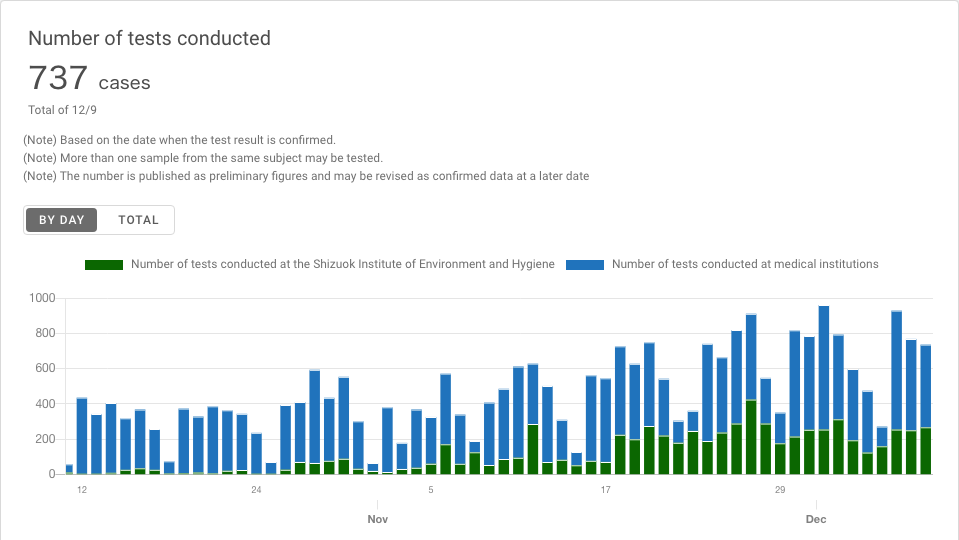 Number of tests conducted
737 cases
Total of 12/9
(Note) Based on the date when the test result is confirmed.
(Note) More than one sample from the same subject may be tested.
(Note) The number is published as preliminary figures and may be revised as confirmed data at a later date
BY DAY TOTAL
Number of tests conducted at the Shizuok Institute of Environment and Hygiene Number of tests conducted at medical institutions
1000
800
600
400
200
0
12 24 5 17 29
Nov Dec